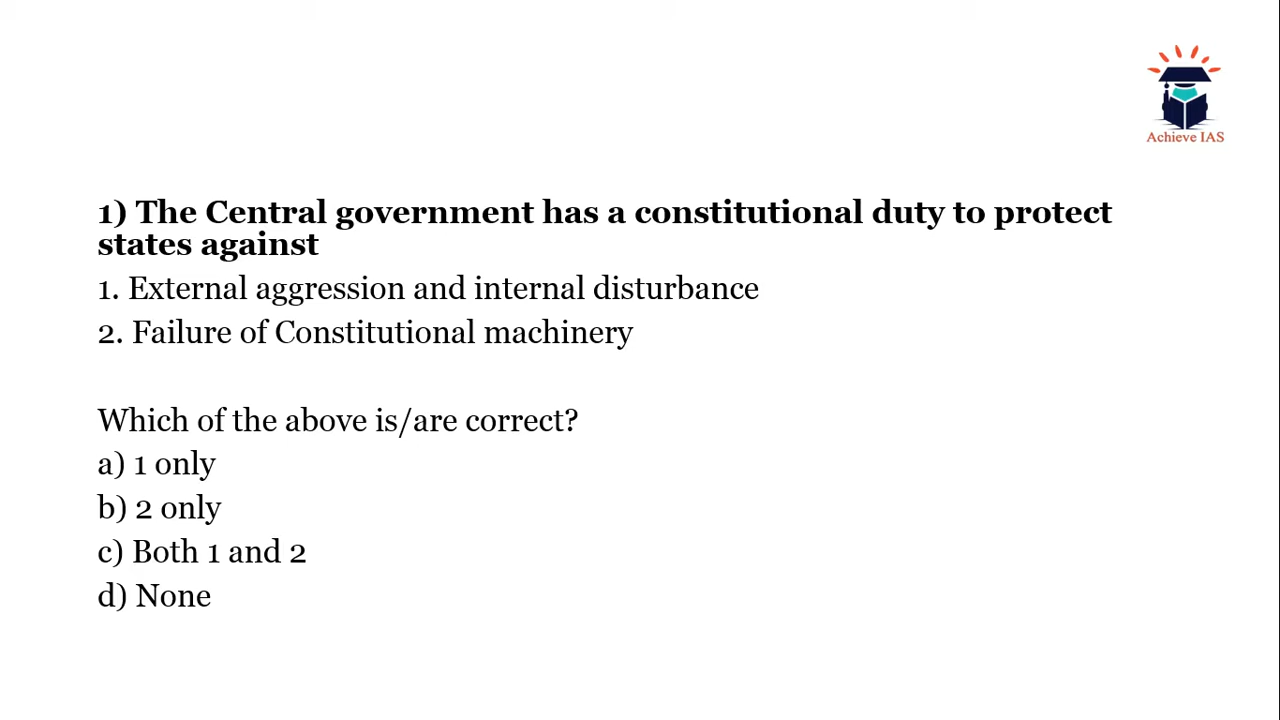 Achieve IAS
1) The Central government has a constitutional duty to protect
states against
1. External aggression and internal disturbance
2. Failure of Constitutional machinery
Which of the above is/are correct?
a) 1 only
b) 2 only
c) Both 1 and 2
d) None